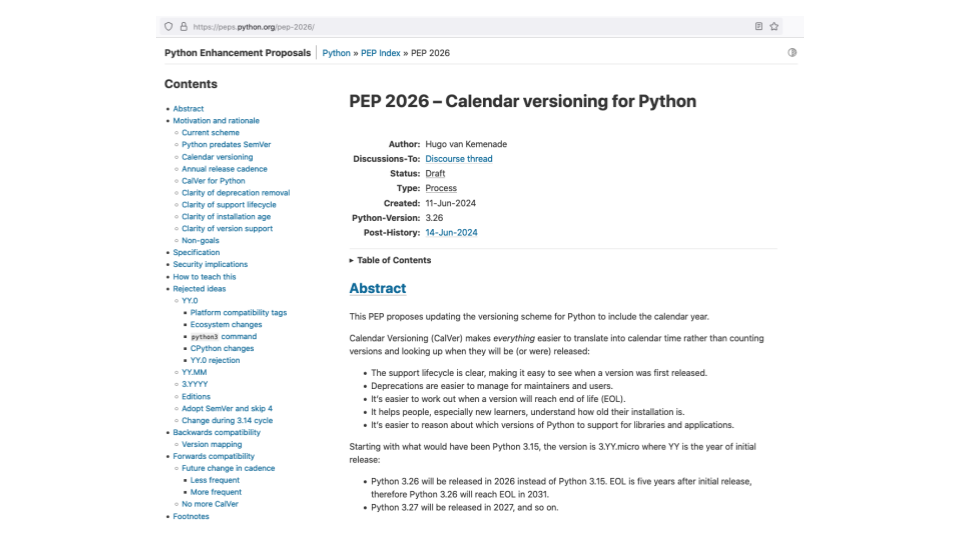 https://peps.python.org/pep-2026/
Python Enhancement Proposals
Python » PEP Index » PEP 2026
Contents
Abstract
Motivation and rationale
Current scheme
Python predates SemVer
Calendar versioning
Annual release cadence
CalVer for Python
Clarity of deprecation removal
Clarity of support lifecycle
Clarity of installation age
Clarity of version support
Non-goals
Specification
Security implications
How to teach this
Rejected ideas
YY.0
Platform compatibility tags
Ecosystem changes
python3 command
CPython changes
YY.0 rejection
YY.MM
3.YYYY
Editions
Adopt SemVer and skip 4
Change during 3.14 cycle
Backwards compatibility
Version mapping
Forwards compatibility
Future change in cadence
Less frequent
More frequent
No more CalVer
Footnotes
PEP 2026 – Calendar versioning for Python
Author: Hugo van Kemenade
Discussions-To: Discourse thread
Status: Draft
Type: Process
Created: 11-Jun-2024
Python-Version: 3.26
Post-History: 14-Jun-2024
Table of Contents
Abstract
This PEP proposes updating the versioning scheme for Python to include the calendar year.
Calendar Versioning (CalVer) makes everything easier to translate into calendar time rather than counting
versions and looking up when they will be (or were) released:
The support lifecycle is clear, making it easy to see when a version was first released.
Deprecations are easier to manage for maintainers and users.
It's easier to work out when a version will reach end of life (EOL).
It helps people, especially new learners, understand how old their installation is.
It's easier to reason about which versions of Python to support for libraries and applications.
Starting with what would have been Python 3.15, the version is 3.YY.micro where YY is the year of initial
release:
Python 3.26 will be released in 2026 instead of Python 3.15. EOL is five years after initial release,
therefore Python 3.26 will reach EOL in 2031.
Python 3.27 will be released in 2027, and so on.